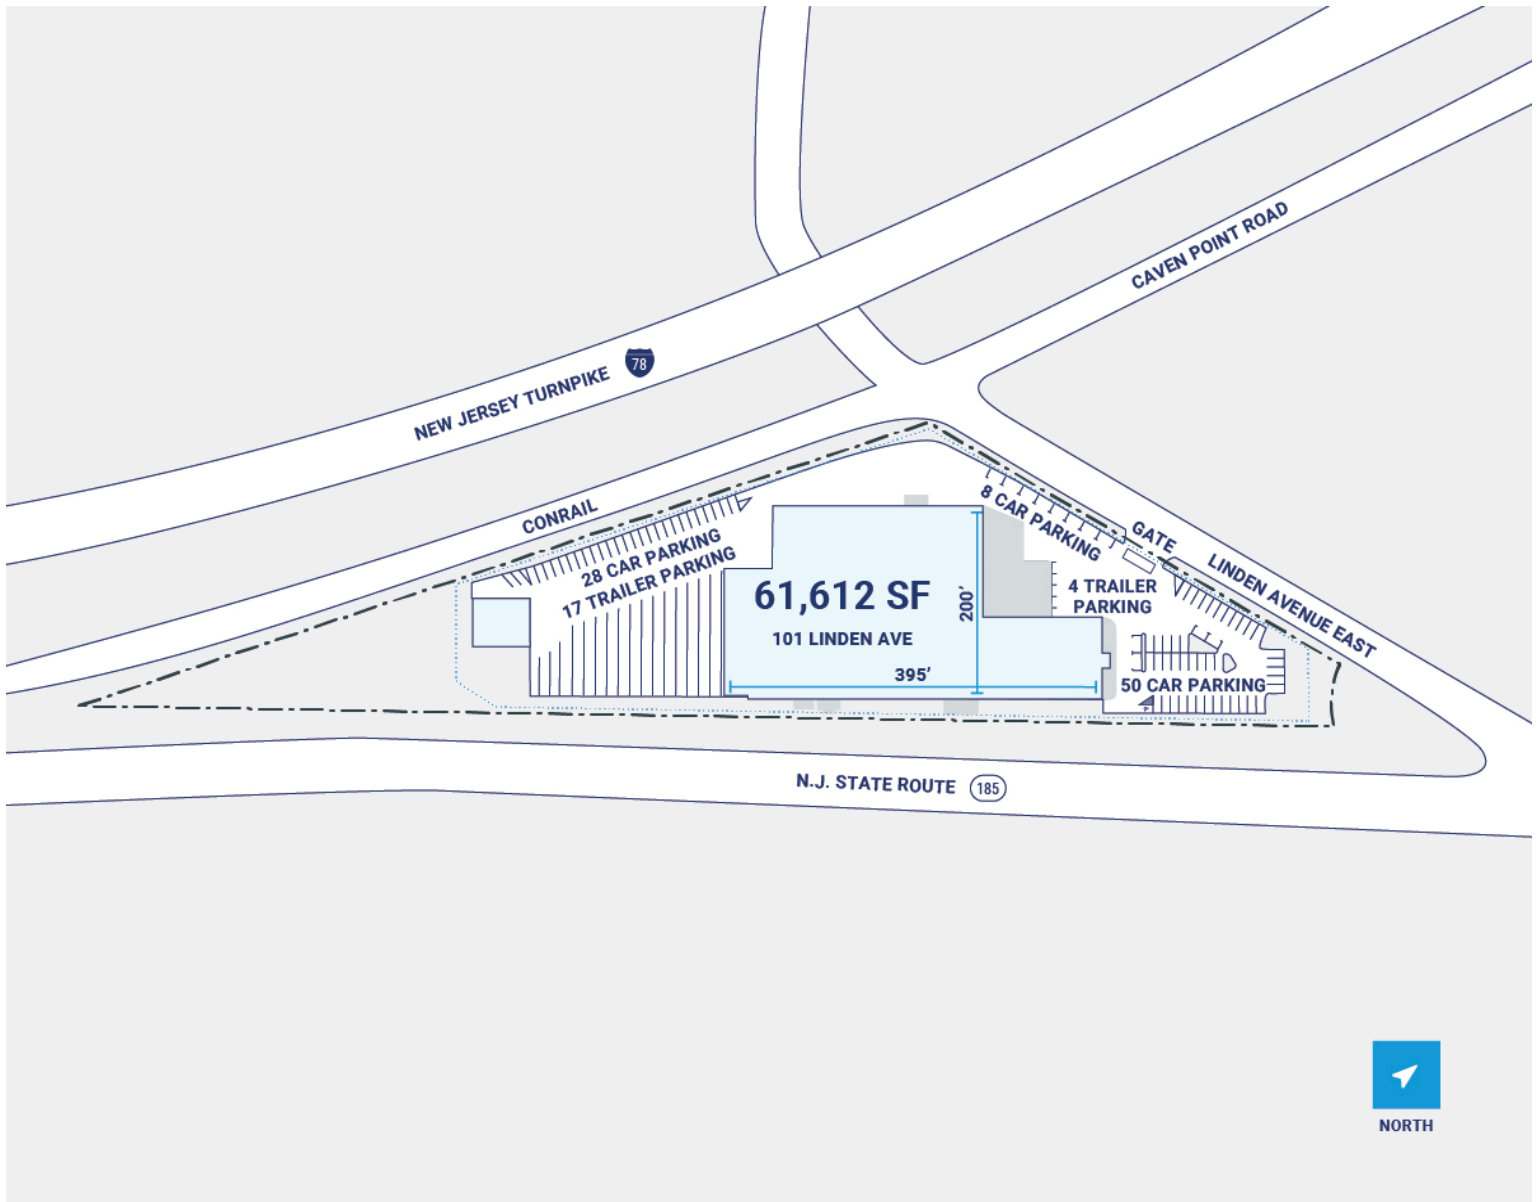 CAVEN POINT ROAD
78
NEW JERSEY TURNPIKE
CONRAIL
8 CAR PARKING
GATE
LINDEN AVENUE EAST
28 CAR PARKING
17 TRAILER PARKING
61,612 SF
101 LINDEN AVE
200’
395’
4 TRAILER
PARKING
50 CAR PARKING
N.J. STATE ROUTE 185
NORTH